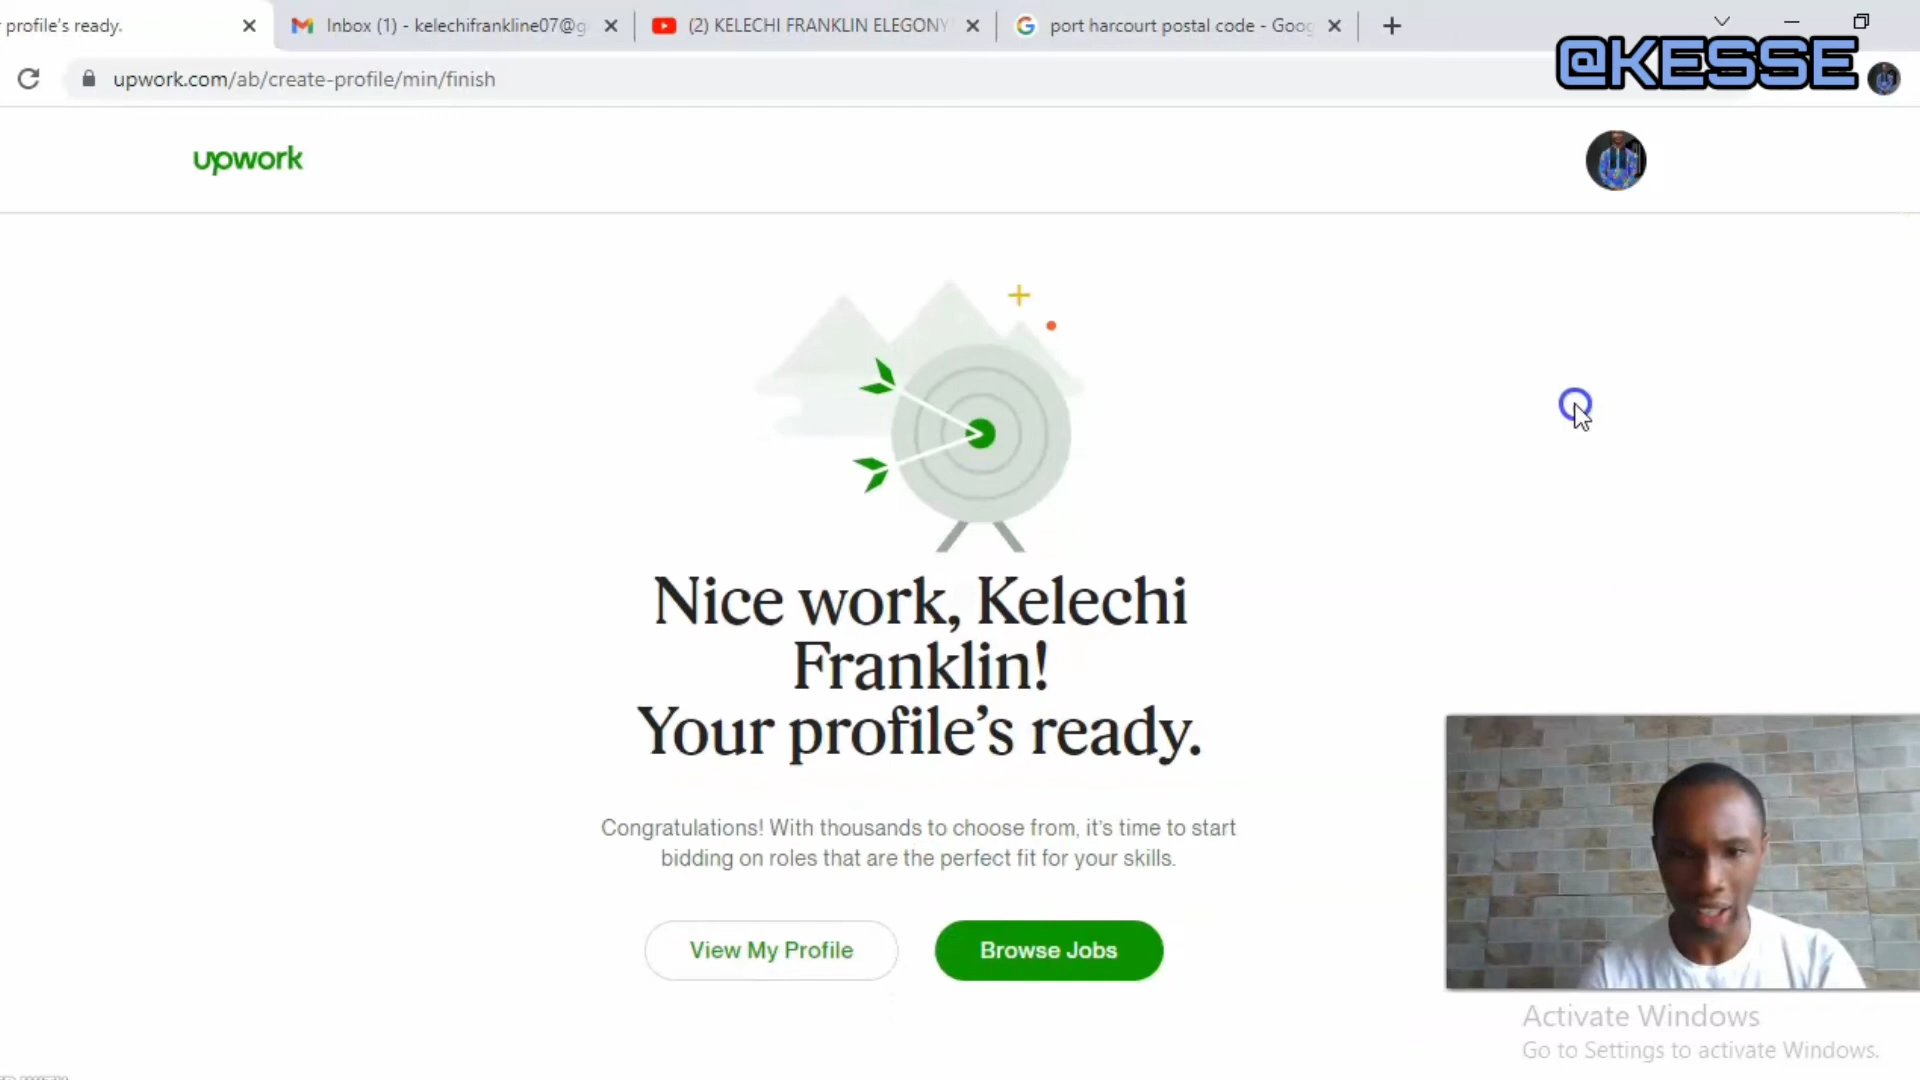 profile's ready.
Inbox (1) - kelechifrankline07@g
(2) KELECHI FRANKLIN ELEGONY
port harcourt postal code - Goog
@KESSE
upwork.com/ab/create-profile/min/finish
upwork
Nice work, Kelechi
Franklin!
Your profile's ready.
Congratulations! With thousands to choose from, it's time to start
bidding on roles that are the perfect fit for your skills.
View My Profile
Browse Jobs
Activate Windows
Go to Settings to activate Windows.